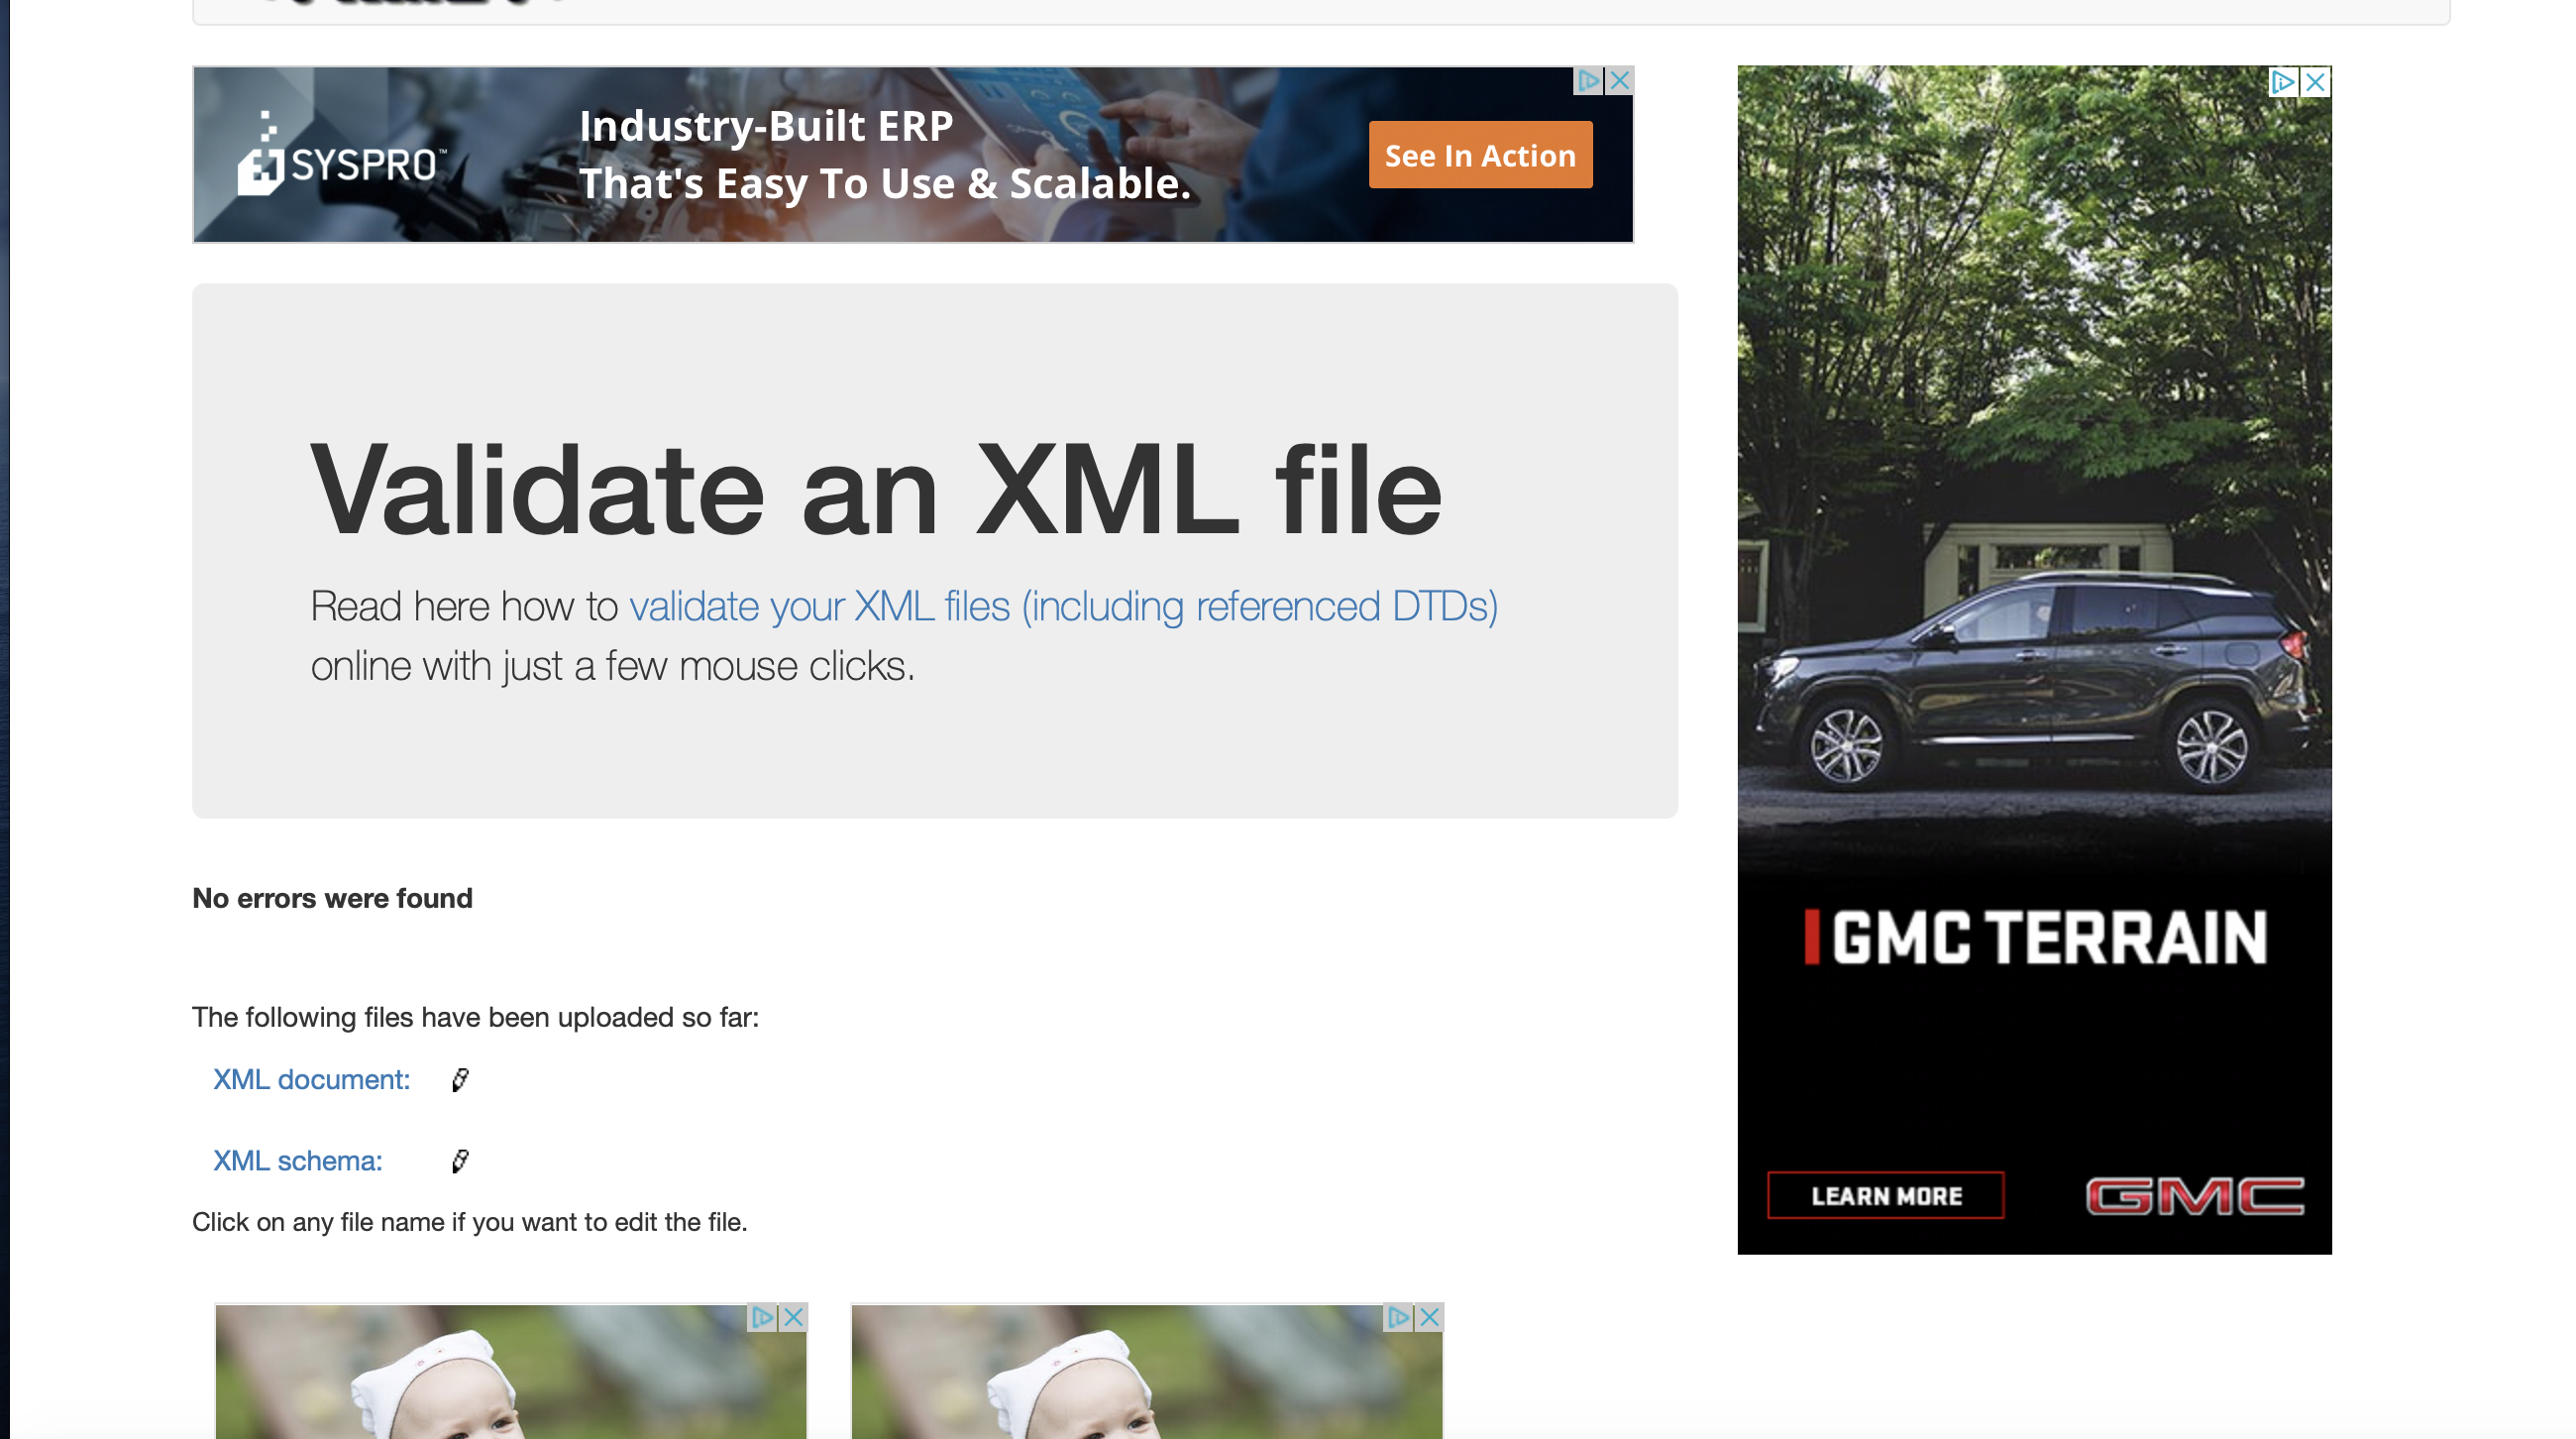 SYSPRO™
Industry-Built ERP
That's Easy To Use & Scalable.
See In Action
Validate an XML file
Read here how to validate your XML files (including referenced DTDs)
online with just a few mouse clicks.
No errors were found
The following files have been uploaded so far:
XML document:
XML schema:
Click on any file name if you want to edit the file.
GMC TERRAIN
LEARN MORE
GMC